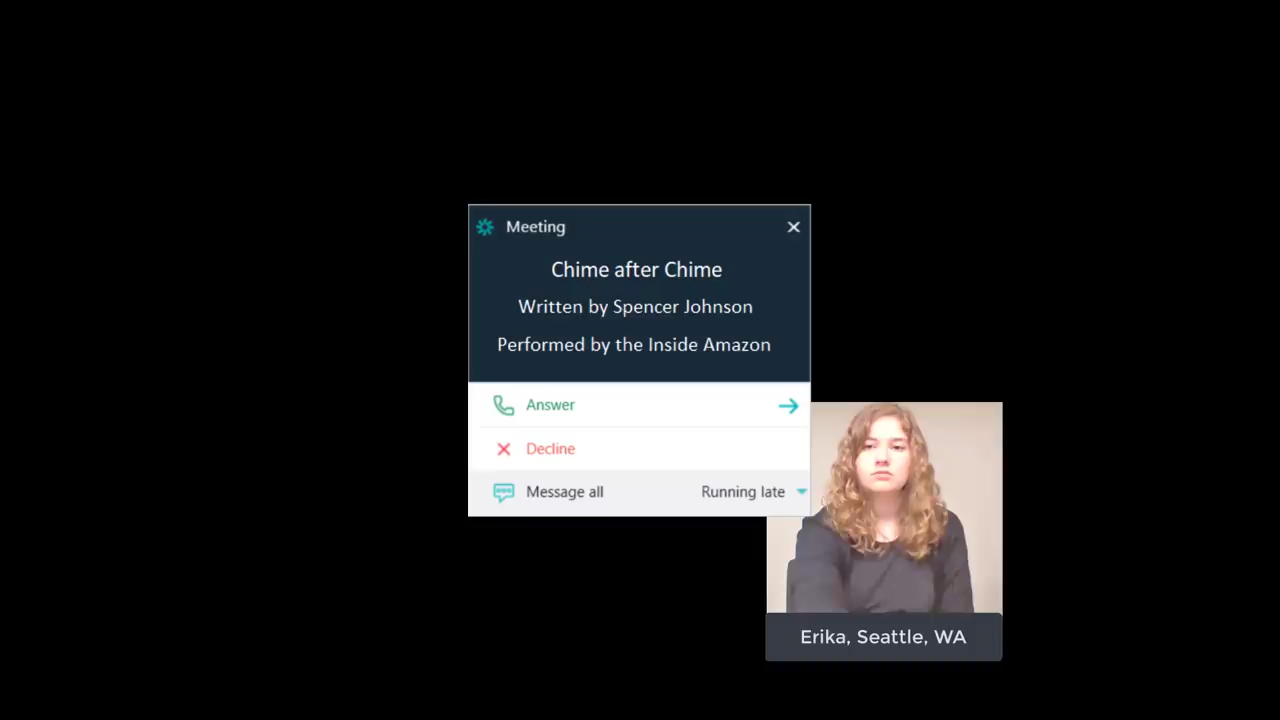 Meeting
Chime after Chime
Written by Spencer Johnson
Performed by the Inside Amazon
Answer
Decline
Message all Running late
Erika, Seattle, WA